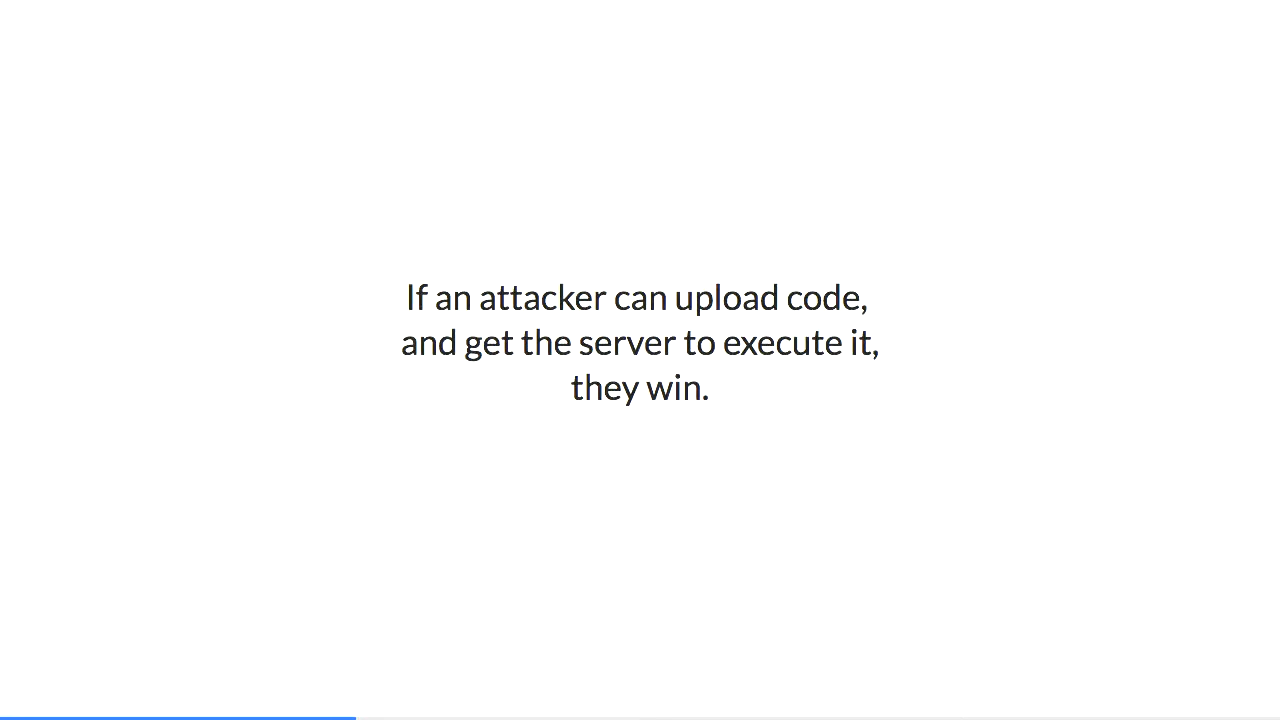 If an attacker can upload code,
and get the server to execute it,
they win.